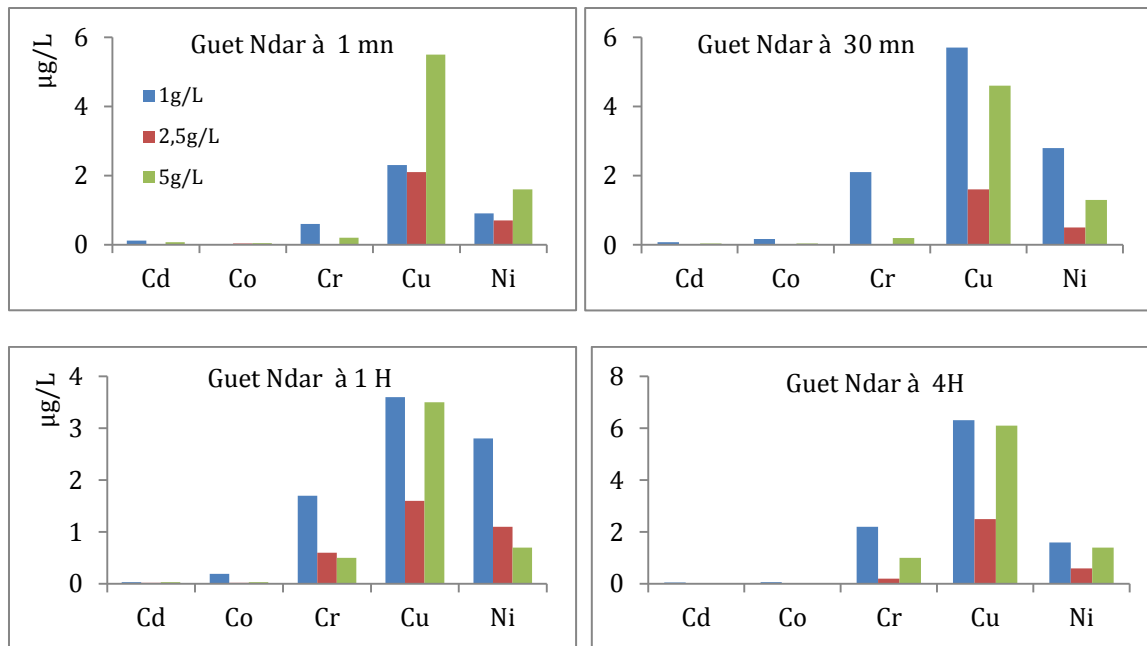 Guet Ndar à 1 mn
µg/L
6
4
2
0
1g/L
2,5g/L
5g/L
Cd Co Cr Cu Ni
Guet Ndar à 30 mn
6
4
2
0
Cd Co Cr Cu Ni
Guet Ndar à 1 H
µg/L
4
3
2
1
0
Cd Co Cr Cu Ni
Guet Ndar à 4H
8
6
4
2
0
Cd Co Cr Cu Ni